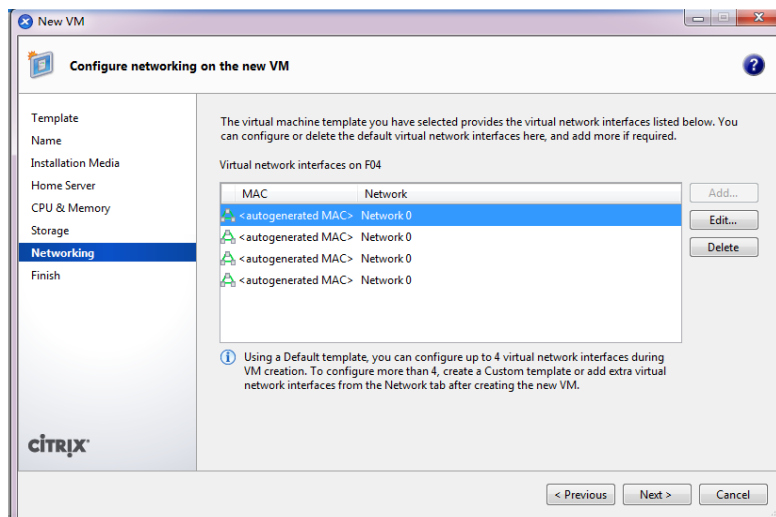 New VM
Configure networking on the new VM
?
Template
Name
Installation Media
Home Server
CPU & Memory
Storage
Networking
Finish
The virtual machine template you have selected provides the virtual network interfaces listed below. You
can configure or delete the default virtual network interfaces here, and add more if required.
Virtual network interfaces on F04
MAC Network
<autogenerated MAC> Network 0
<autogenerated MAC> Network 0
<autogenerated MAC> Network 0
<autogenerated MAC> Network 0
Add...
Edit...
Delete
Using a Default template, you can configure up to 4 virtual network interfaces during
VM creation. To configure more than 4, create a Custom template or add extra virtual
network interfaces from the Network tab after creating the new VM.
CITRIX
< Previous Next > Cancel